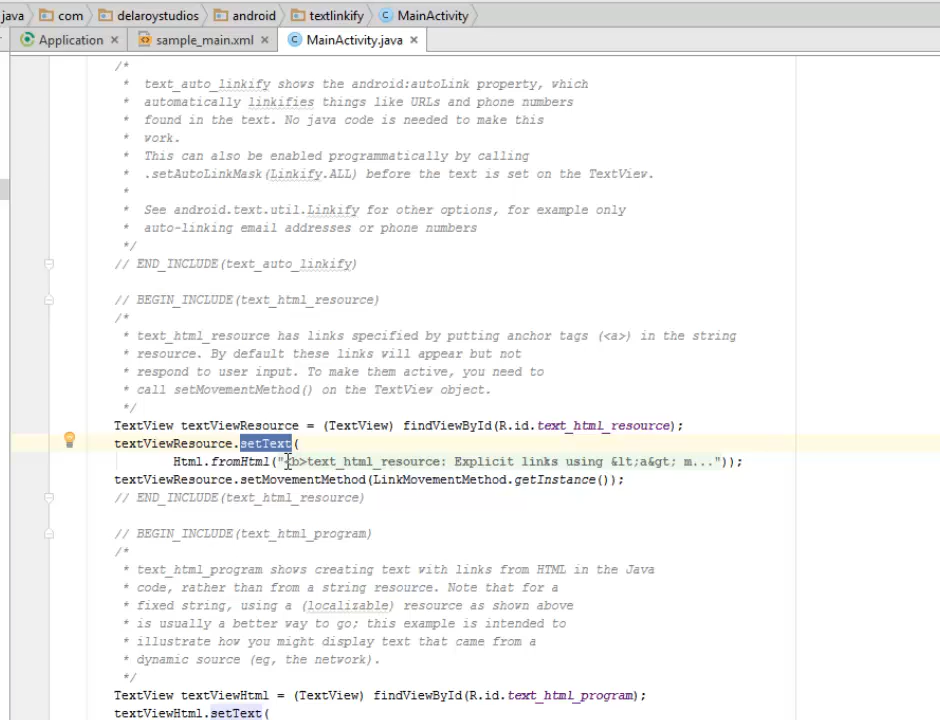 java com delaroystudios android textlinkify MainActivity
Application sample_main.xml MainActivity.java
/*
* text_auto_linkify shows the android:autoLink property, which
* automatically linkifies things like URLs and phone numbers
* found in the text. No java code is needed to make this
* work.
* This can also be enabled programmatically by calling
* .setAutoLinkMask(Linkify.ALL) before the text is set on the TextView.
*
* See android.text.util.Linkify for other options, for example only
* auto-linking email addresses or phone numbers
*/
// END_INCLUDE(text_auto_linkify)
// BEGIN_INCLUDE(text_html_resource)
/*
* text_html_resource has links specified by putting anchor tags (<a>) in the string
* resource. By default these links will appear but not
* respond to user input. To make them active, you need to
* call setMovementMethod() on the TextView object.
*/
TextView textViewResource = (TextView) findViewById(R.id.text_html_resource);
textViewResource.setText(
Html.fromHtml("<b>text_html_resource: Explicit links using &lt;a&gt; m..."));
textViewResource.setMovementMethod(LinkMovementMethod.getInstance());
// END_INCLUDE(text_html_resource)
// BEGIN_INCLUDE(text_html_program)
/*
* text_html_program shows creating text with links from HTML in the Java
* code, rather than from a string resource. Note that for a
* fixed string, using a (localizable) resource as shown above
* is usually a better way to go; this example is intended to
* illustrate how you might display text that came from a
* dynamic source (eg, the network).
*/
TextView textViewHtml = (TextView) findViewById(R.id.text_html_program);
textViewHtml.setText(